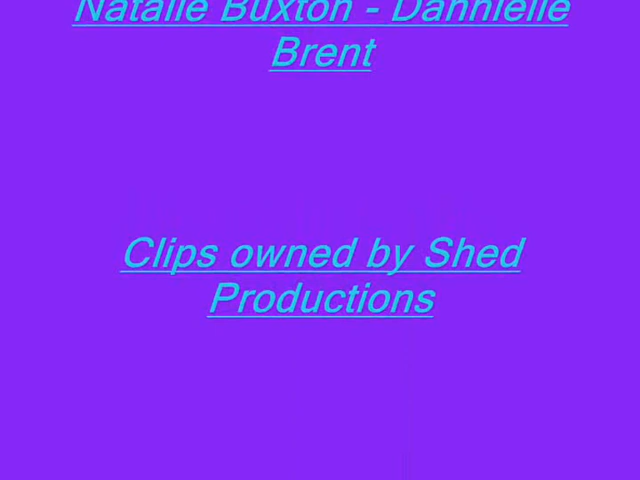 Natalie Buxton - Dannielle
Brent
Clips owned by Shed
Productions